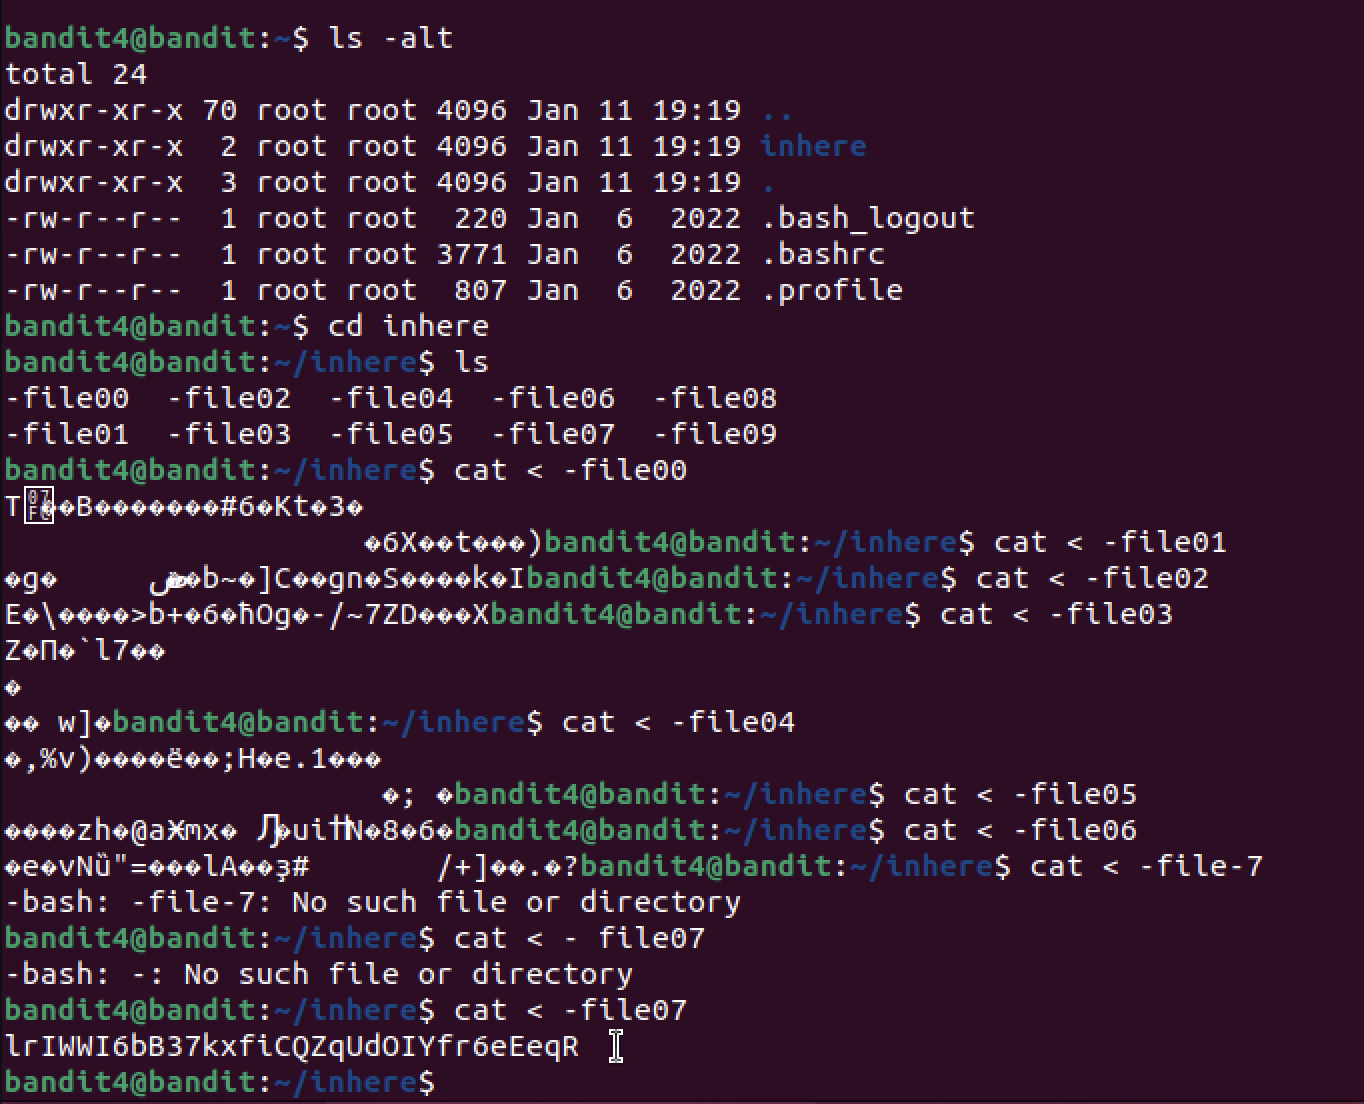 bandit4@bandit:~$ ls -alt
total 24
drwxr-xr-x 70 root root 4096 Jan 11 19:19 ..
drwxr-xr-x  2 root root 4096 Jan 11 19:19 inhere
drwxr-xr-x  3 root root 4096 Jan 11 19:19 .
-rw-r--r--  1 root root  220 Jan  6  2022 .bash_logout
-rw-r--r--  1 root root 3771 Jan  6  2022 .bashrc
-rw-r--r--  1 root root  807 Jan  6  2022 .profile
bandit4@bandit:~$ cd inhere
bandit4@bandit:~/inhere$ ls
-file00  -file02  -file04  -file06  -file08
-file01  -file03  -file05  -file07  -file09
bandit4@bandit:~/inhere$ cat < -file00
��B�������#6�Kt�3�
�6X��t���)bandit4@bandit:~/inhere$ cat < -file01
�g� �b~�]C��gn�S����k�Ibandit4@bandit:~/inhere$ cat < -file02
E�\����>b+�6�ħOg�-/~7ZD���Xbandit4@bandit:~/inhere$ cat < -file03
Z�Π�`l7��
�
�� w]�bandit4@bandit:~/inhere$ cat < -file04
�,%v)����ë��;H�e.1���
�; �bandit4@bandit:~/inhere$ cat < -file05
����zh�@a mx� �ui N�8�6�bandit4@bandit:~/inhere$ cat < -file06
�e�vNȕ"=���lA��ҙ#       /+]��.�?bandit4@bandit:~/inhere$ cat < -file-7
-bash: -file-7: No such file or directory
bandit4@bandit:~/inhere$ cat < - file07
-bash: -: No such file or directory
bandit4@bandit:~/inhere$ cat < -file07
lrIWWI6bB37kxfiCQZqUdOIYfr6eEeqR
bandit4@bandit:~/inhere$